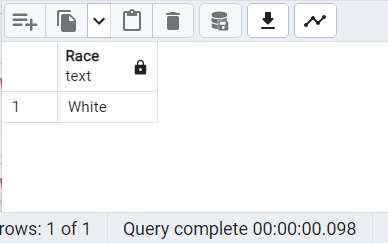 Race
text
1 White
rows: 1 of 1 Query complete 00:00:00.098